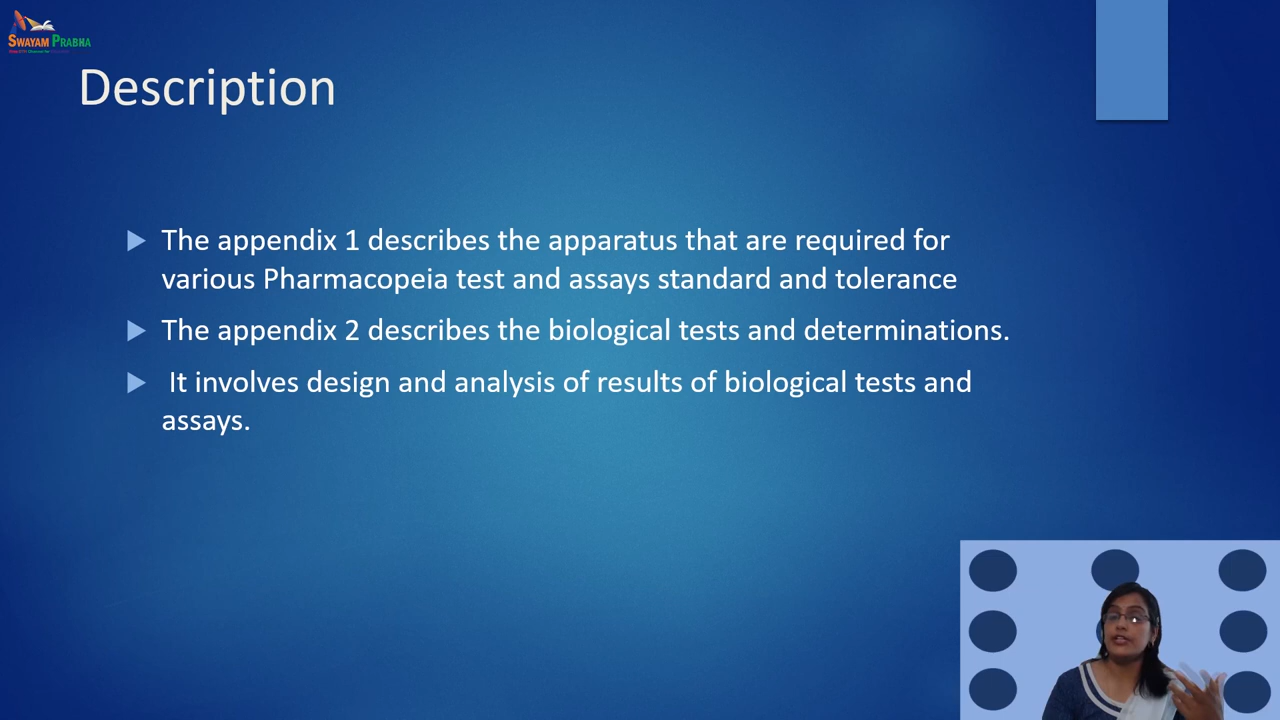 SWAYAM PRABHA
Description
The appendix 1 describes the apparatus that are required for
various Pharmacopeia test and assays standard and tolerance
The appendix 2 describes the biological tests and determinations.
It involves design and analysis of results of biological tests and
assays.